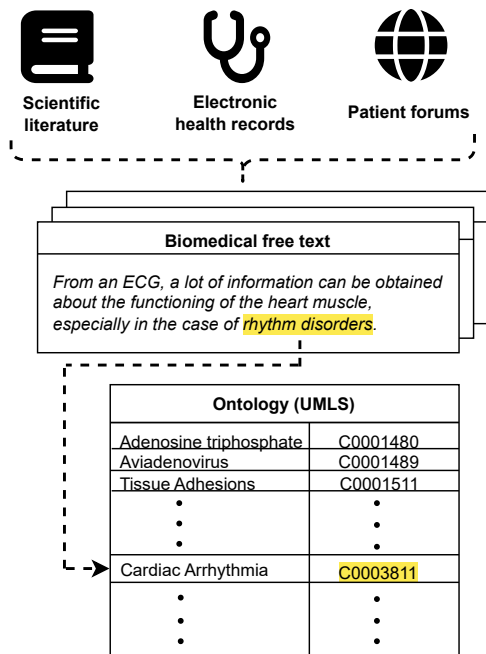 Scientific
literature
Electronic
health records
Patient forums
Biomedical free text
From an ECG, a lot of information can be obtained
about the functioning of the heart muscle,
especially in the case of rhythm disorders.
Ontology (UMLS)
Adenosine triphosphate C0001480
Aviadenovirus C0001489
Tissue Adhesions C0001511
Cardiac Arrhythmia C0003811